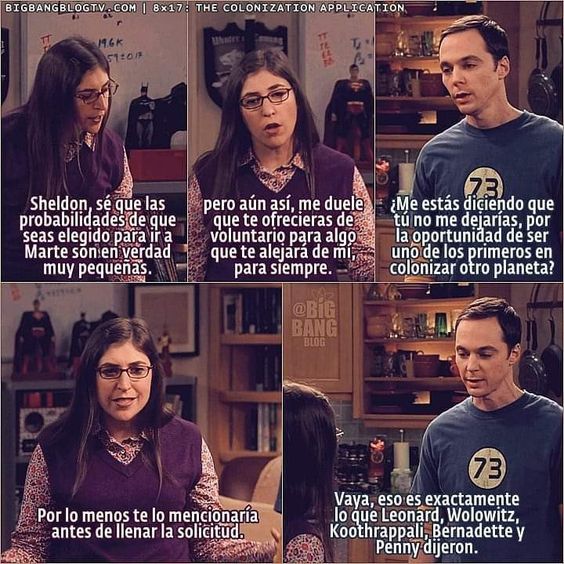 BIGBANGBLOGTV.COM | 8X17: THE COLONIZATION APPLICATION
Sheldon, sé que las
probabilidades de que
seas elegido para ir a
Marte son en verdad
muy pequeñas.
pero aún así, me duele
que te ofrecieras de
voluntario para algo
que te alejará de mí,
para siempre.
73
¿Me estás diciendo que
tú no me dejarías, por
la oportunidad de ser
uno de los primeros en
colonizar otro planeta?
Por lo menos te lo mencionaría
antes de llenar la solicitud.
@BIG
BANG
BLOG
73
Vaya, eso es exactamente
lo que Leonard, Wolowitz,
Koothrappali, Bernadette y
Penny dijeron.